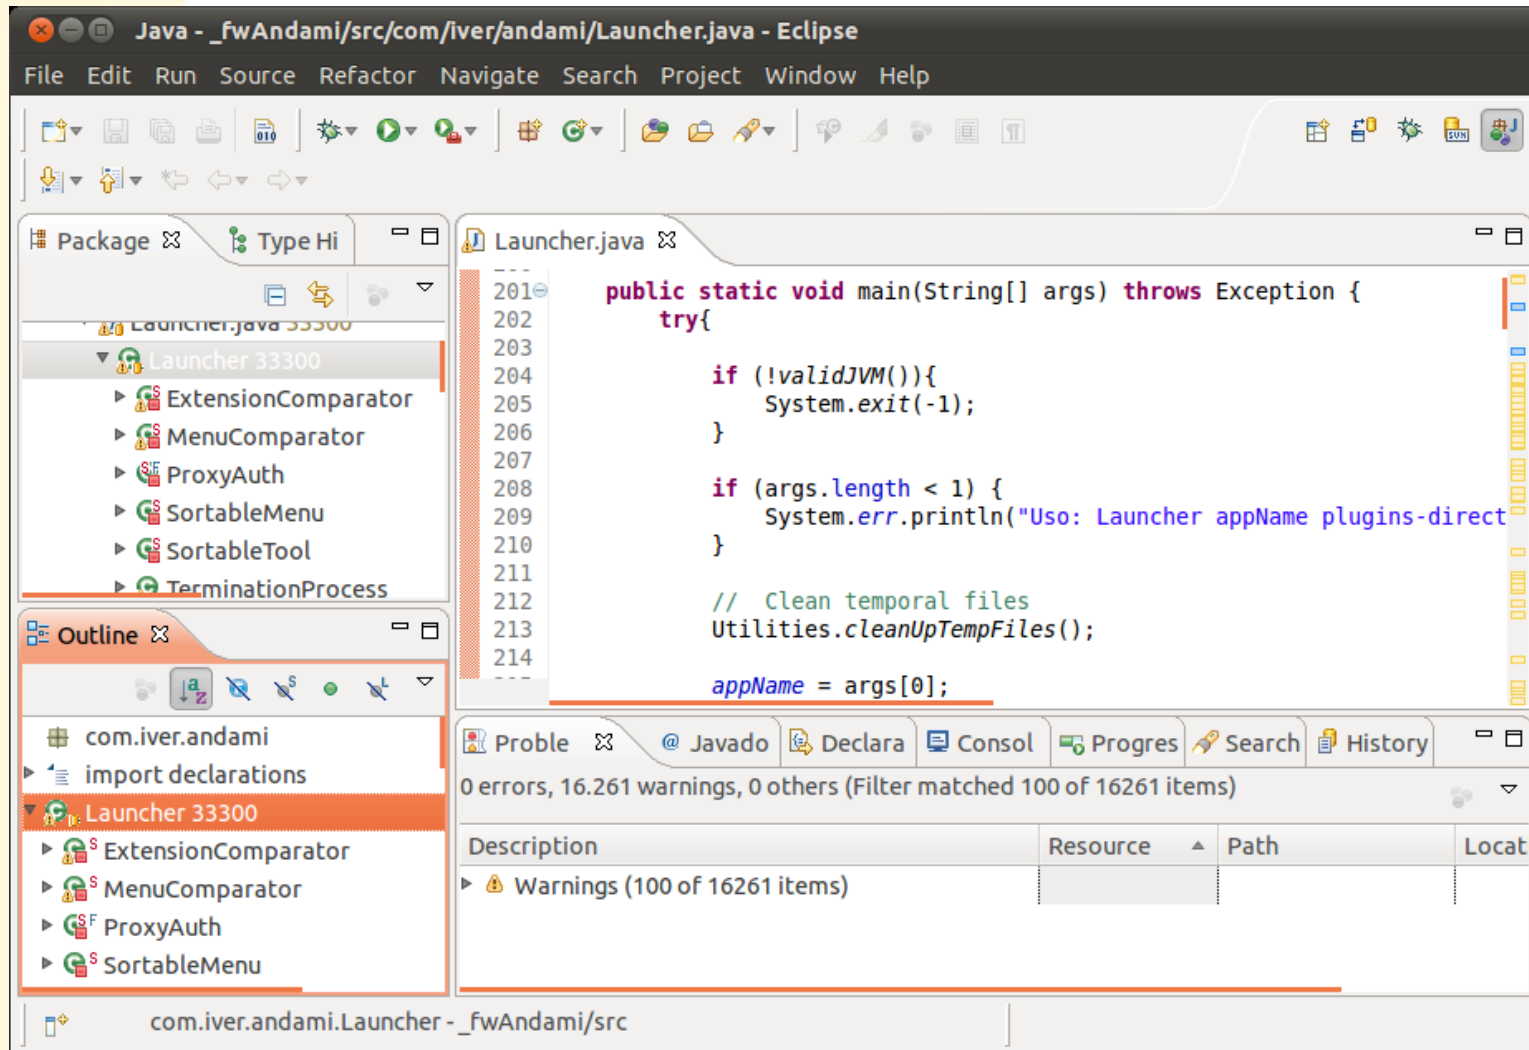 Java - _fwAndami/src/com/iver/andami/Launcher.java - Eclipse
File Edit Run Source Refactor Navigate Search Project Window Help
Package Type Hi
Launcher.java 33300
Launcher 33300
ExtensionComparator
MenuComparator
ProxyAuth
SortableMenu
SortableTool
TerminationProcess
Outline
com.iver.andami
import declarations
Launcher 33300
ExtensionComparator
MenuComparator
ProxyAuth
SortableMenu
Launcher.java
201 public static void main(String[] args) throws Exception {
202 try{
203
204 if (!validJVM()){
205 System.exit(-1);
206 }
207
208 if (args.length < 1) {
209 System.err.println("Uso: Launcher appName plugins-direct
210 }
211
212 // Clean temporal files
213 Utilities.cleanUpTempFiles();
214
appName = args[0];
Proble @ Javado Declara Consol Progres Search History
0 errors, 16.261 warnings, 0 others (Filter matched 100 of 16261 items)
Description Resource Path Locat
Warnings (100 of 16261 items)
com.iver.andami.Launcher - _fwAndami/src